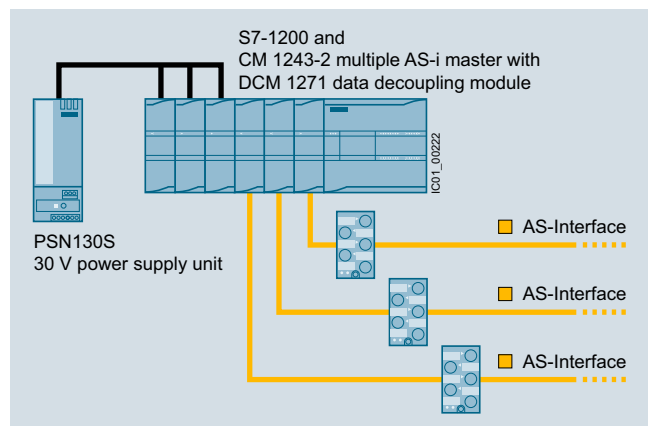 S7-1200 and
CM 1243-2 multiple AS-i master with
DCM 1271 data decoupling module
IC01_00222
PSN130S
30 V power supply unit
AS-Interface
AS-Interface
AS-Interface